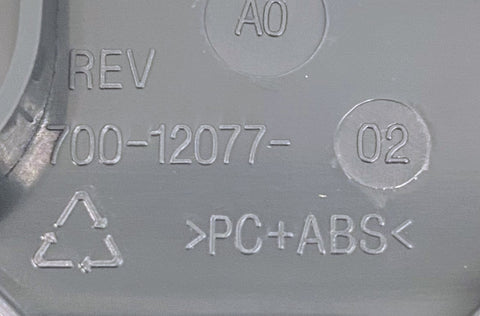 A0
REV
700-12077- 02
>PC+ABS<